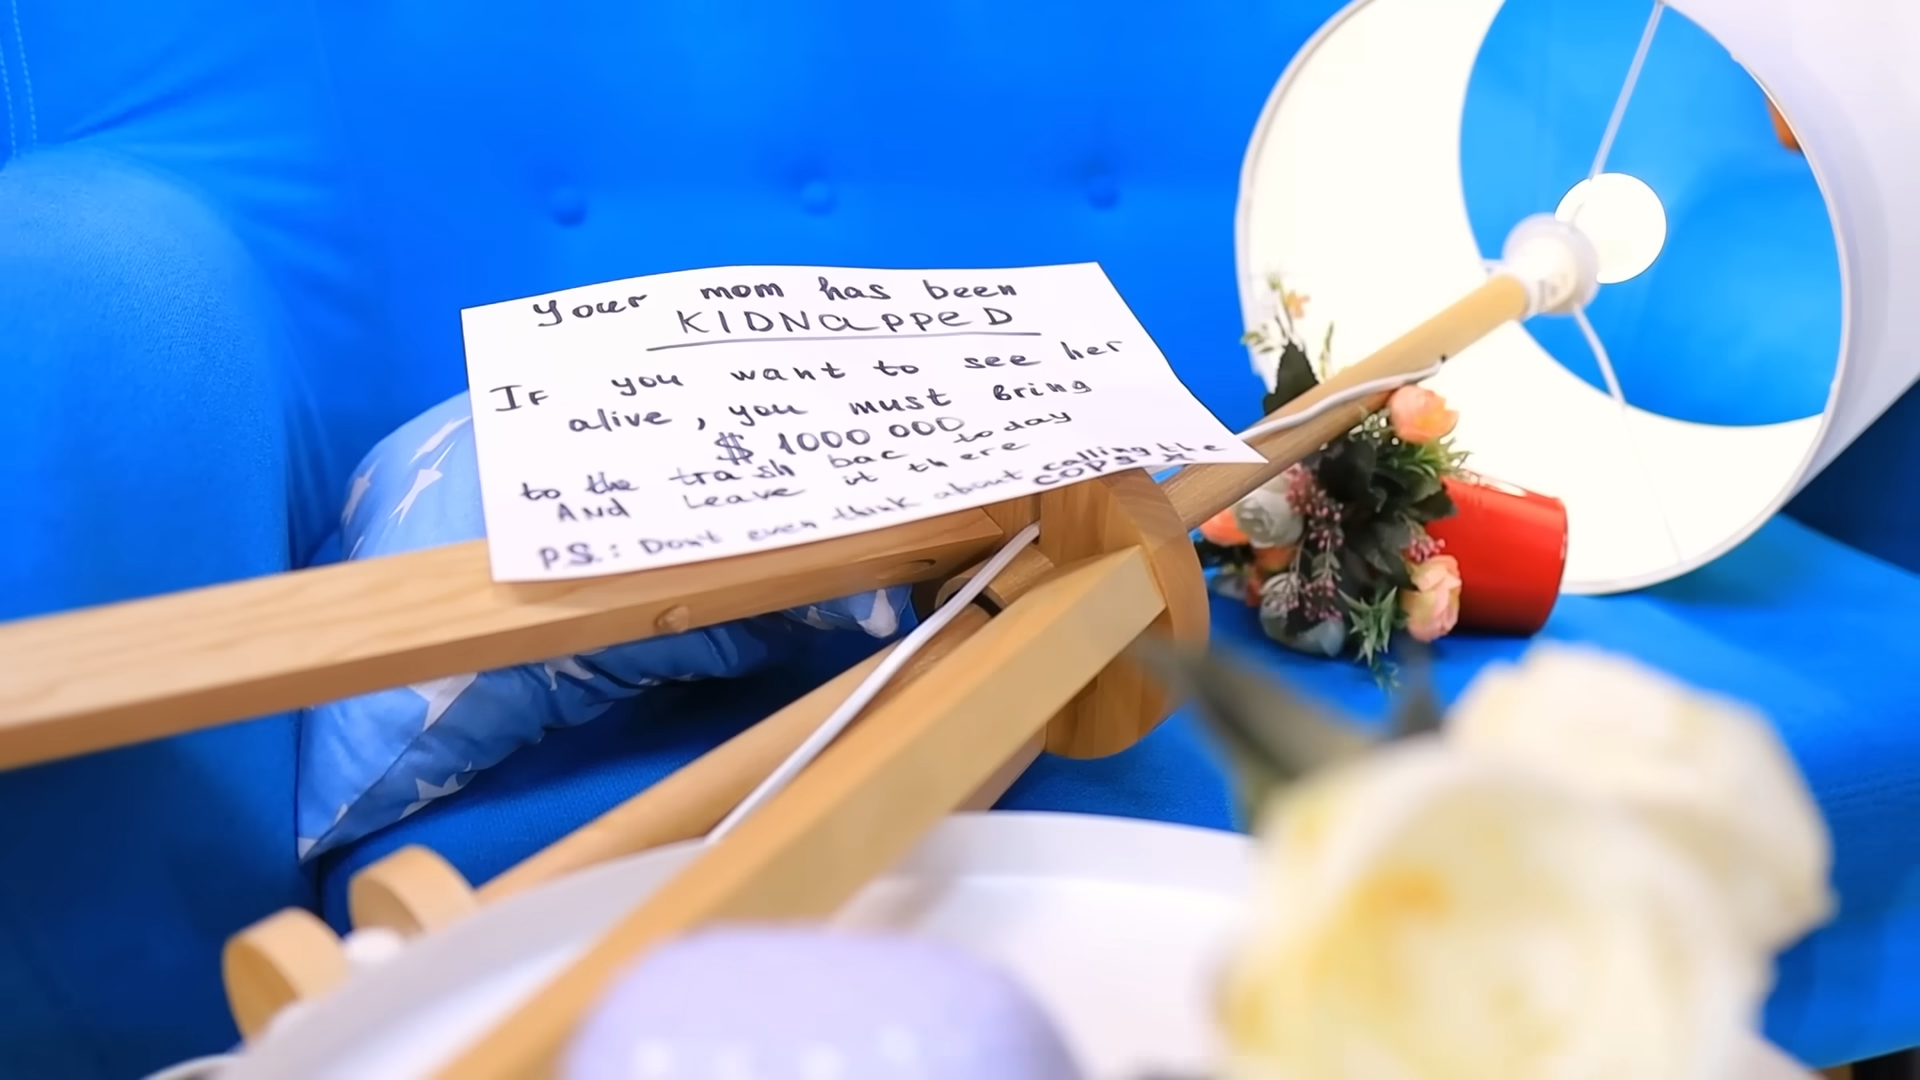 Your mom has been
KIDNaPPeD
IF you want to see her
alive, you must bring
$ 1000 000
to the trash bac today
AND Leave it there
P.S.: Don't even think about calling the
cops